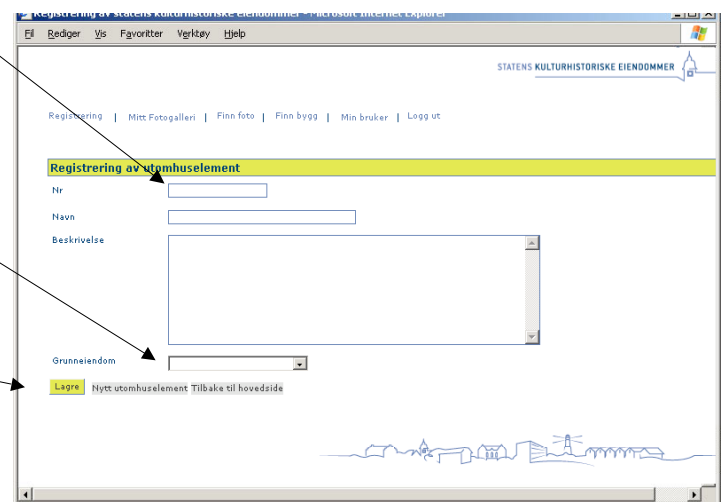 Registrering av statens kulturhistoriske eiendommer - Microsoft Internet Explorer
Fil Rediger Vis Favoritter Verktøy Hjelp
STATENS KULTURHISTORISKE EIENDOMMER
Registrering | Mitt Fotogalleri | Finn foto | Finn bygg | Min bruker | Logg ut
Registrering av utomhuselement
Nr
Navn
Beskrivelse
Grunneiendom
Lagre Nytt utomhuselement Tilbake til hovedside